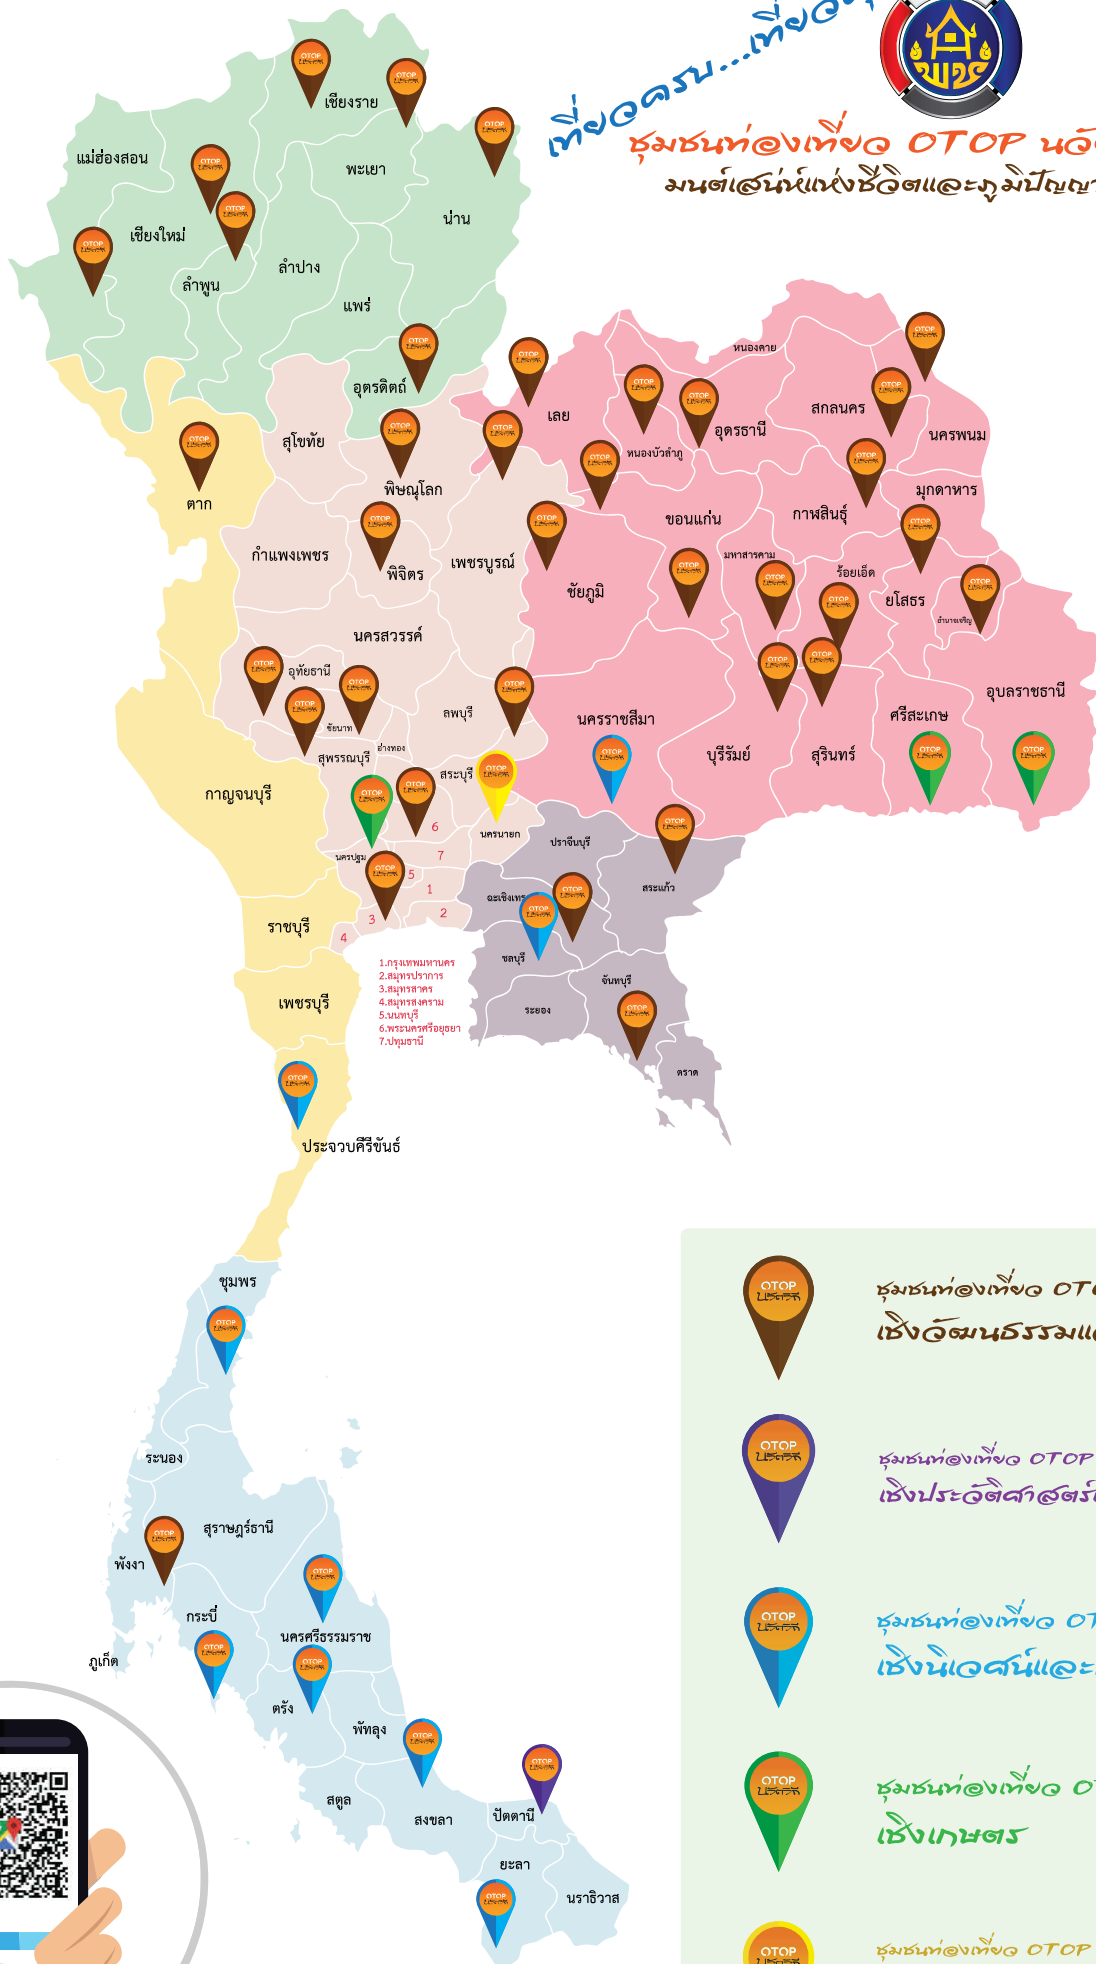 เที่ยวครบ...
พช
ชุมชนท่องเที่ยว OTOP
มนต์เสน่ห์แห่งชีวิตและภูมิปัญญา
เชียงราย
แม่ฮ่องสอน
พะเยา
น่าน
เชียงใหม่
ลำปาง
ลำพูน
แพร่
อุตรดิตถ์
หนองคาย
เลย
สกลนคร
นครพนม
อุดรธานี
สุโขทัย
หนองบัวลำภู
พิษณุโลก
มุกดาหาร
ตาก
ขอนแก่น
กาฬสินธุ์
กำแพงเพชร
เพชรบูรณ์
มหาสารคาม
พิจิตร
ร้อยเอ็ด
ชัยภูมิ
ยโสธร
อำนาจเจริญ
นครสวรรค์
อุทัยธานี
อุบลราชธานี
ลพบุรี
นครราชสีมา
ศรีสะเกษ
ชัยนาท
อ่างทอง
สุพรรณบุรี
บุรีรัมย์
สุรินทร์
สระบุรี
กาญจนบุรี
6
นครนายก
ปราจีนบุรี
นครปฐม
7
5
1
สระแก้ว
ฉะเชิงเทรา
3
2
ราชบุรี
4
ชลบุรี
1.กรุงเทพมหานคร
2.สมุทรปราการ
3.สมุทรสาคร
4.สมุทรสงคราม
5.นนทบุรี
6.พระนครศรีอยุธยา
7.ปทุมธานี
จันทบุรี
เพชรบุรี
ระยอง
ตราด
ประจวบคีรีขันธ์
ชุมพร
ระนอง
สุราษฎร์ธานี
พังงา
กระบี่
นครศรีธรรมราช
ภูเก็ต
ตรัง
พัทลุง
สตูล
สงขลา
ปัตตานี
ยะลา
นราธิวาส
OTOP
ชุมชนท่องเที่ยว
เชิงวัฒนธรรม
OTOP
ชุมชนท่องเที่ยว OTOP
เชิงประวัติศาสตร์
OTOP
ชุมชนท่องเที่ยว
เชิงนิเวศน์และ
OTOP
ชุมชนท่องเที่ยว
เชิงเกษตร
OTOP
ชุมชนท่องเที่ยว OTOP